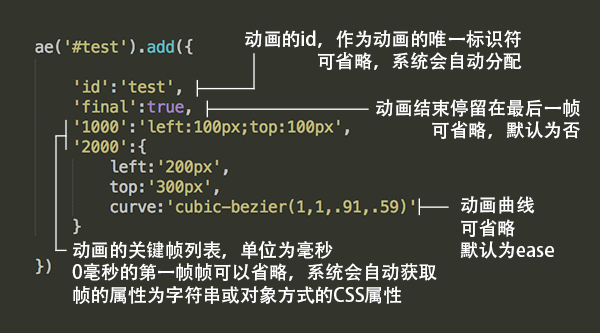 ae('#test').add({
动画的id，作为动画的唯一标识符
可省略，系统会自动分配
'id':'test',
'final':true,
动画结束停留在最后一帧
可省略，默认为否
'1000':'left:100px;top:100px',
'2000':{
left:'200px',
top:'300px',
curve:'cubic-bezier(1,1,.91,.59)'
动画曲线
可省略
默认为ease
}
动画的关键帧列表，单位为毫秒
0毫秒的第一帧帧可以省略，系统会自动获取
帧的属性为字符串或对象方式的CSS属性
})